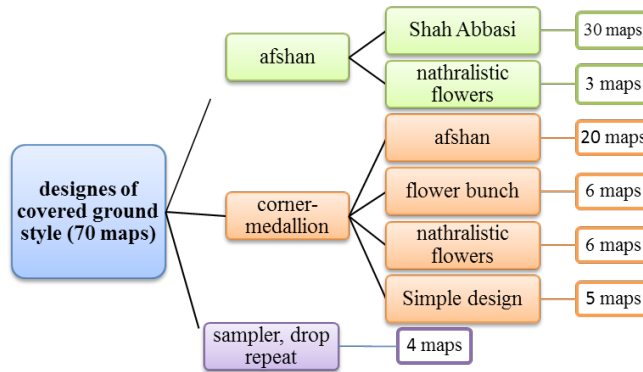 designes of
covered ground
style (70 maps)
afshan
Shah Abbasi
30 maps
nathralistic
flowers
3 maps
corner-
medallion
afshan
20 maps
flower bunch
6 maps
nathralistic
flowers
6 maps
Simple design
5 maps
sampler, drop
repeat
4 maps